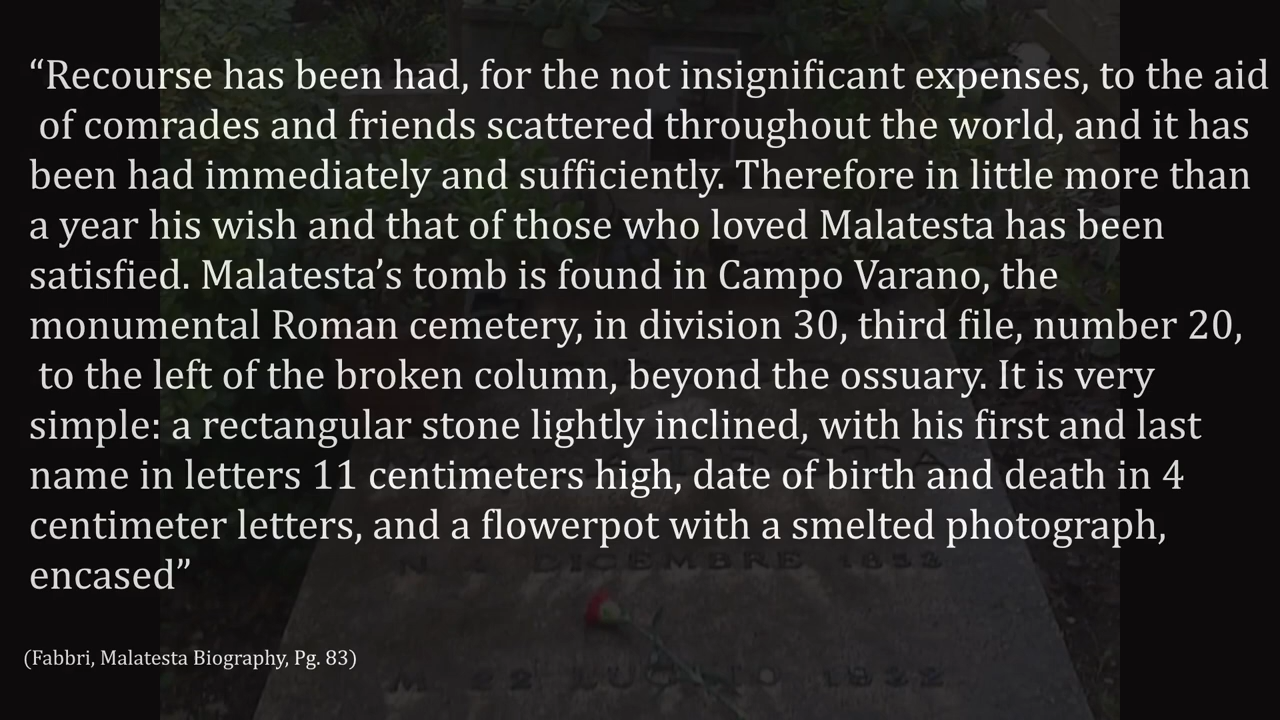 “Recourse has been had, for the not insignificant expenses, to the aid
of comrades and friends scattered throughout the world, and it has
been had immediately and sufficiently. Therefore in little more than
a year his wish and that of those who loved Malatesta has been
satisfied. Malatesta’s tomb is found in Campo Varano, the
monumental Roman cemetery, in division 30, third file, number 20,
to the left of the broken column, beyond the ossuary. It is very
simple: a rectangular stone lightly inclined, with his first and last
name in letters 11 centimeters high, date of birth and death in 4
centimeter letters, and a flowerpot with a smelted photograph,
encased”
N. DICEMBRE 1853
(Fabbri, Malatesta Biography, Pg. 83)
M. 22 LUGLIO